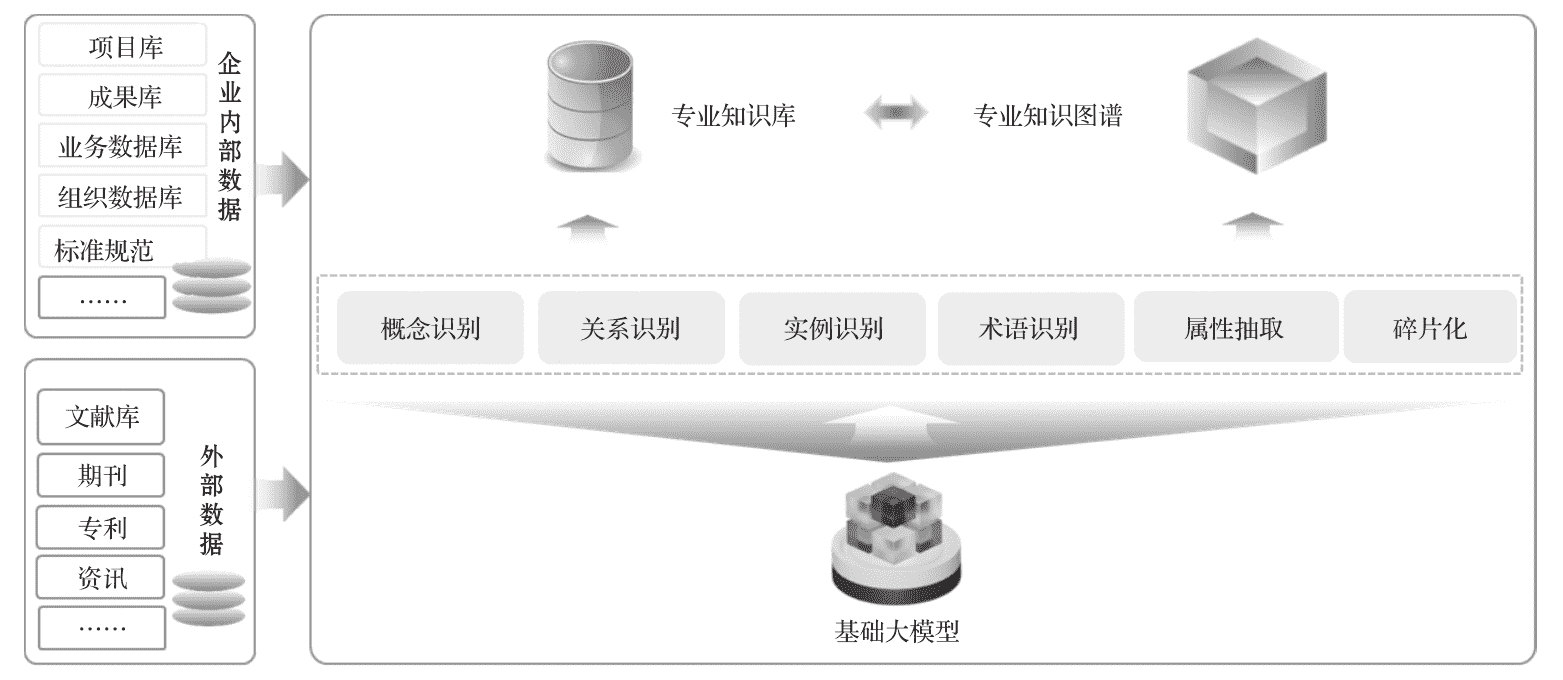 项目库
成果库
业务数据库
组织数据库
标准规范
……
企业内部数据
文献库
期刊
专利
资讯
……
外部数据
专业知识库
专业知识图谱
概念识别
关系识别
实例识别
术语识别
属性抽取
碎片化
基础大模型